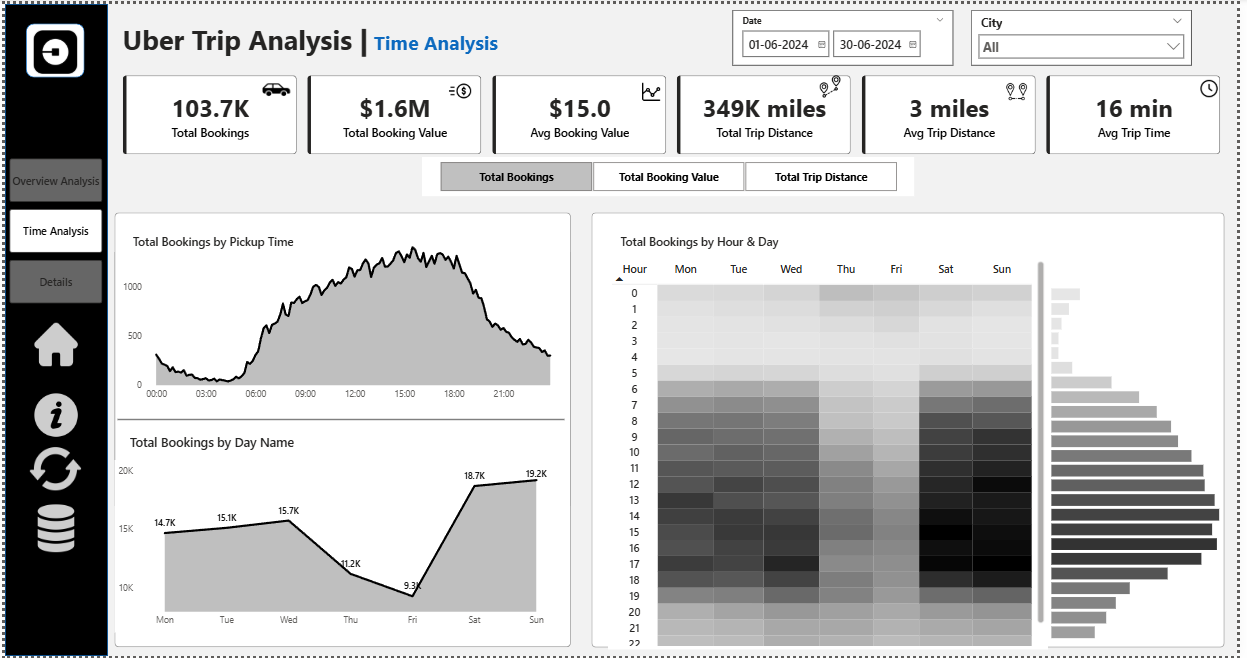 Uber Trip Analysis | Time Analysis
Date
01-06-2024 30-06-2024
City
All
103.7K
Total Bookings
$1.6M
Total Booking Value
$15.0
Avg Booking Value
349K miles
Total Trip Distance
3 miles
Avg Trip Distance
16 min
Avg Trip Time
Overview Analysis
Time Analysis
Details
Total Bookings Total Booking Value Total Trip Distance
Total Bookings by Pickup Time
1000
500
0
00:00 03:00 06:00 09:00 12:00 15:00 18:00 21:00
Total Bookings by Day Name
20K
15K
10K
14.7K 15.1K 15.7K 11.2K 9.3K 18.7K 19.2K
Mon Tue Wed Thu Fri Sat Sun
Total Bookings by Hour & Day
Hour Mon Tue Wed Thu Fri Sat Sun
0
1
2
3
4
5
6
7
8
9
10
11
12
13
14
15
16
17
18
19
20
21
22